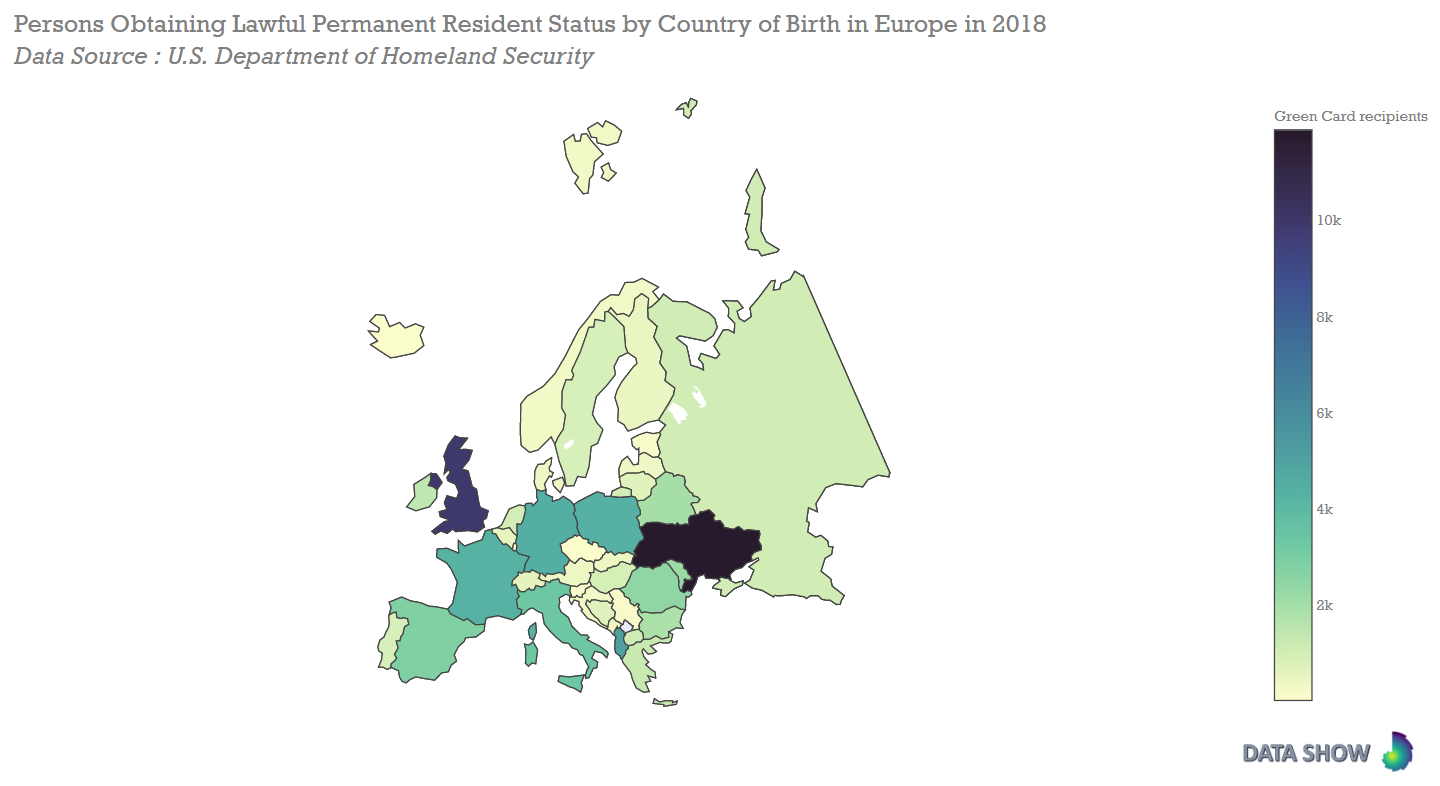 Persons Obtaining Lawful Permanent Resident Status by Country of Birth in Europe in 2018
Data Source : U.S. Department of Homeland Security
Green Card recipients
10k
8k
6k
4k
2k
DATA SHOW